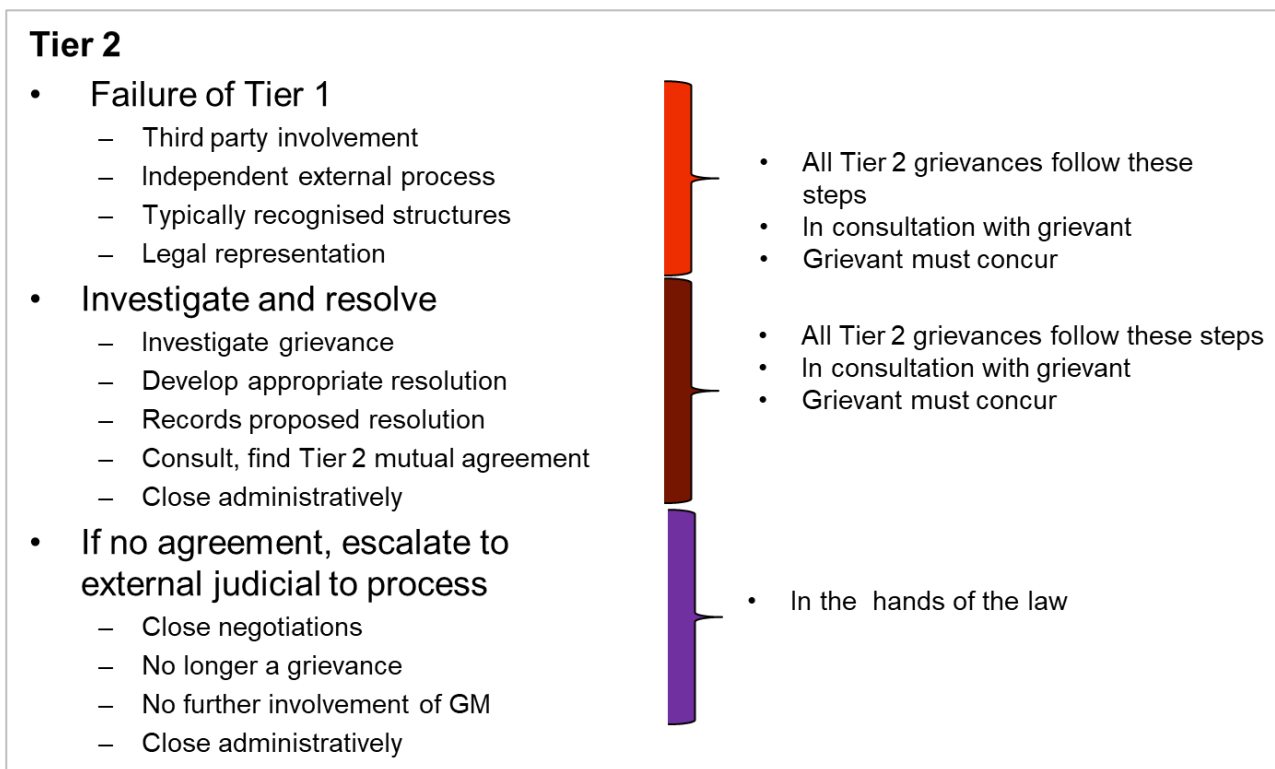 Tier 2
• Failure of Tier 1
– Third party involvement
– Independent external process
– Typically recognised structures
– Legal representation
• Investigate and resolve
– Investigate grievance
– Develop appropriate resolution
– Records proposed resolution
– Consult, find Tier 2 mutual agreement
– Close administratively
• If no agreement, escalate to
external judicial to process
– Close negotiations
– No longer a grievance
– No further involvement of GM
– Close administratively
• All Tier 2 grievances follow these
steps
• In consultation with grievant
• Grievant must concur
• All Tier 2 grievances follow these steps
• In consultation with grievant
• Grievant must concur
• In the hands of the law